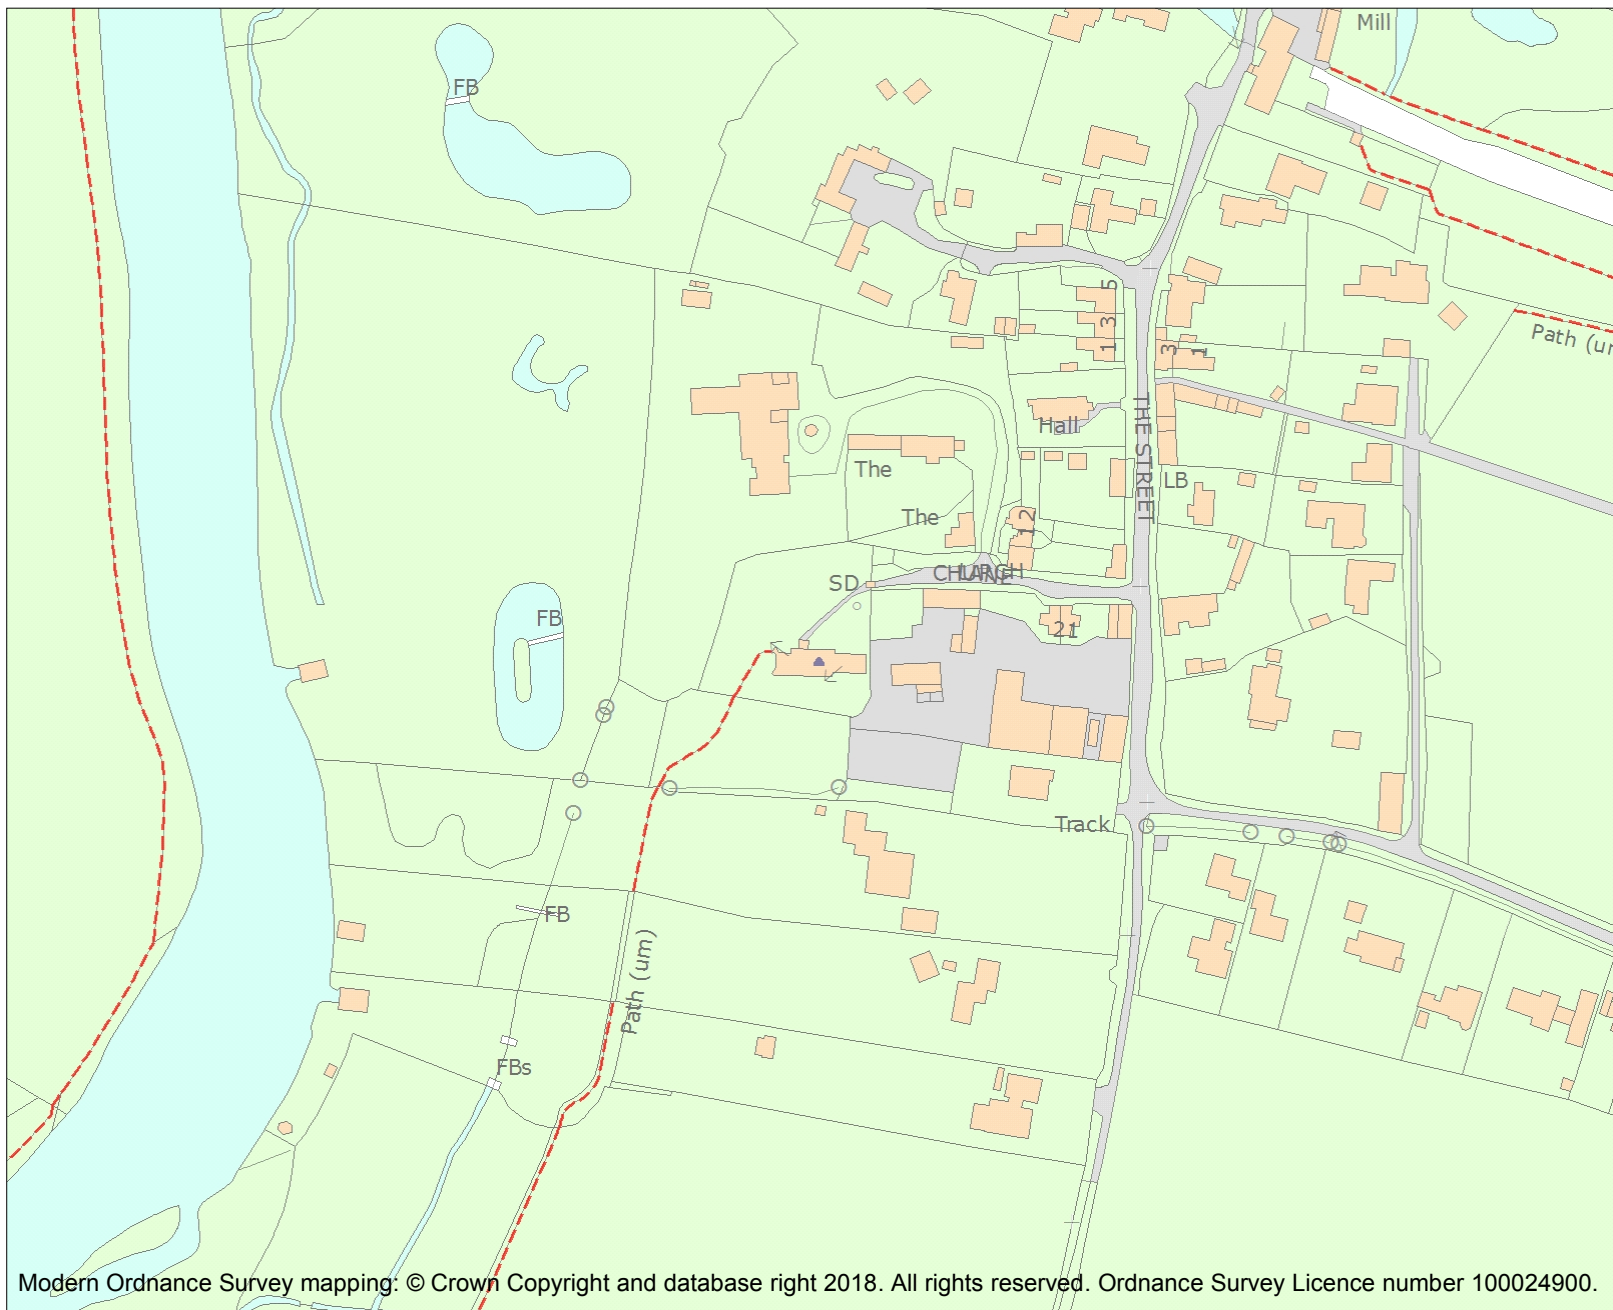 Mill
FB
5
3
1
3
1
Path (u
Hall
THE STREET
The
LB
The
12
CHURCH
LANE
SD
FB
21
Track
FB
Path (um)
FBs
Modern Ordnance Survey mapping: © Crown Copyright and database right 2018. All rights reserved. Ordnance Survey Licence number 100024900.